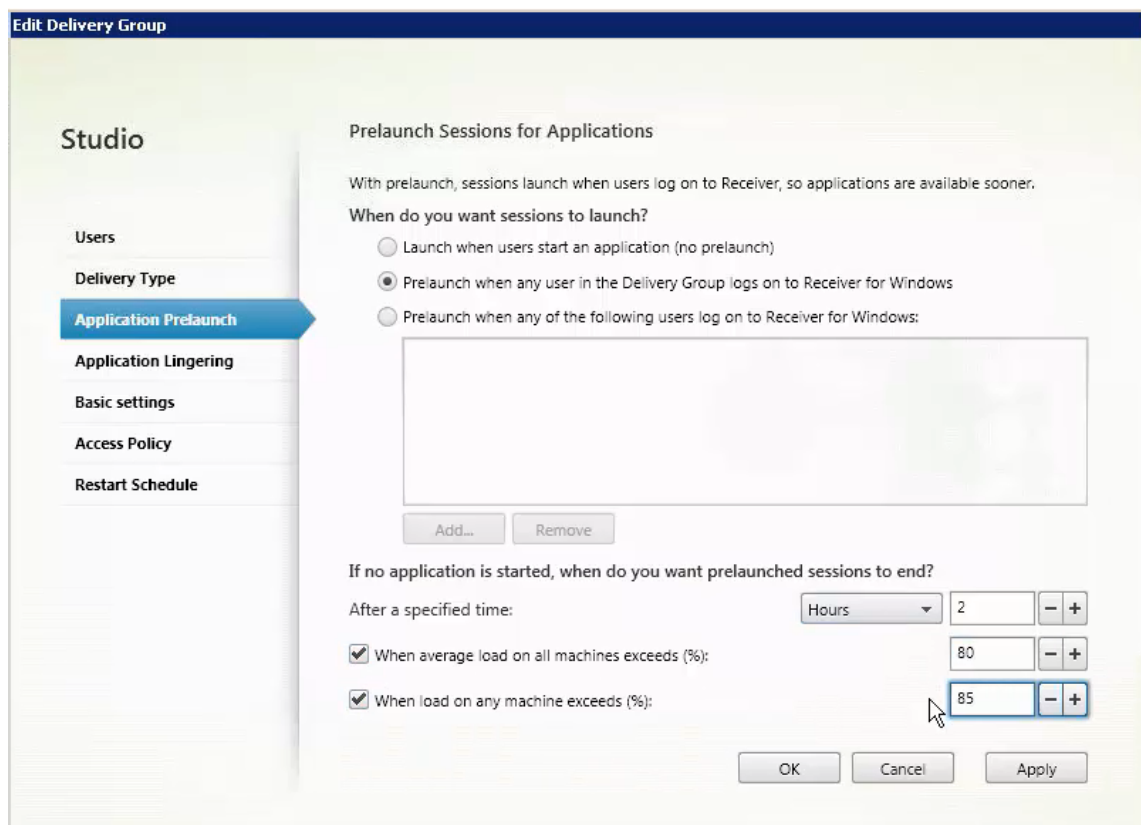 Edit Delivery Group
Studio
Users
Delivery Type
Application Prelaunch
Application Lingering
Basic settings
Access Policy
Restart Schedule
Prelaunch Sessions for Applications
With prelaunch, sessions launch when users log on to Receiver, so applications are available sooner.
When do you want sessions to launch?
Launch when users start an application (no prelaunch)
Prelaunch when any user in the Delivery Group logs on to Receiver for Windows
Prelaunch when any of the following users log on to Receiver for Windows:
Add... Remove
If no application is started, when do you want prelaunched sessions to end?
After a specified time: Hours 2 - +
When average load on all machines exceeds (%): 80 - +
When load on any machine exceeds (%): 85 - +
OK Cancel Apply